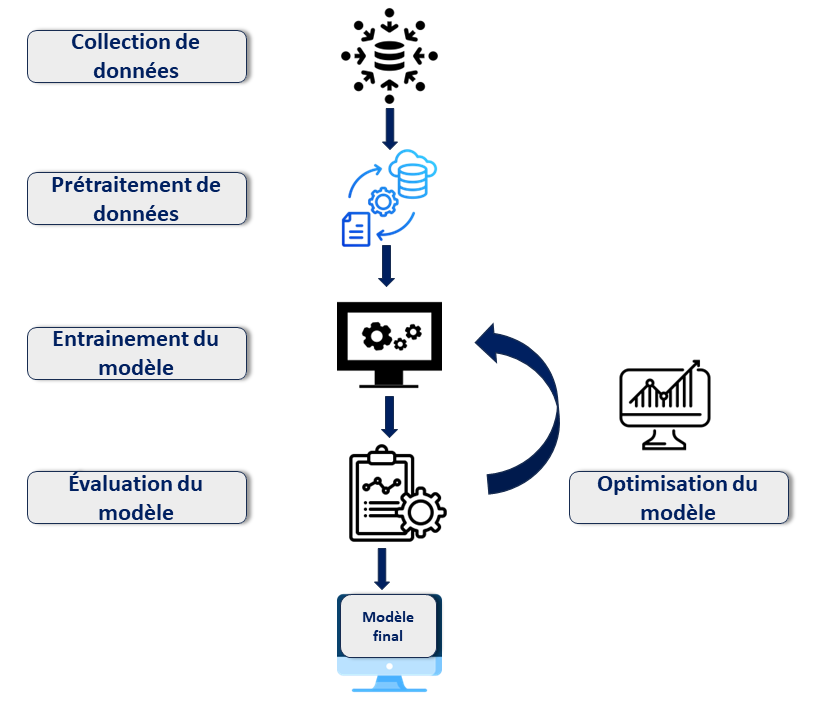 Collection de
données
Prétraitement de
données
Entrainement du
modèle
Évaluation du
modèle
Optimisation du
modèle
Modèle
final